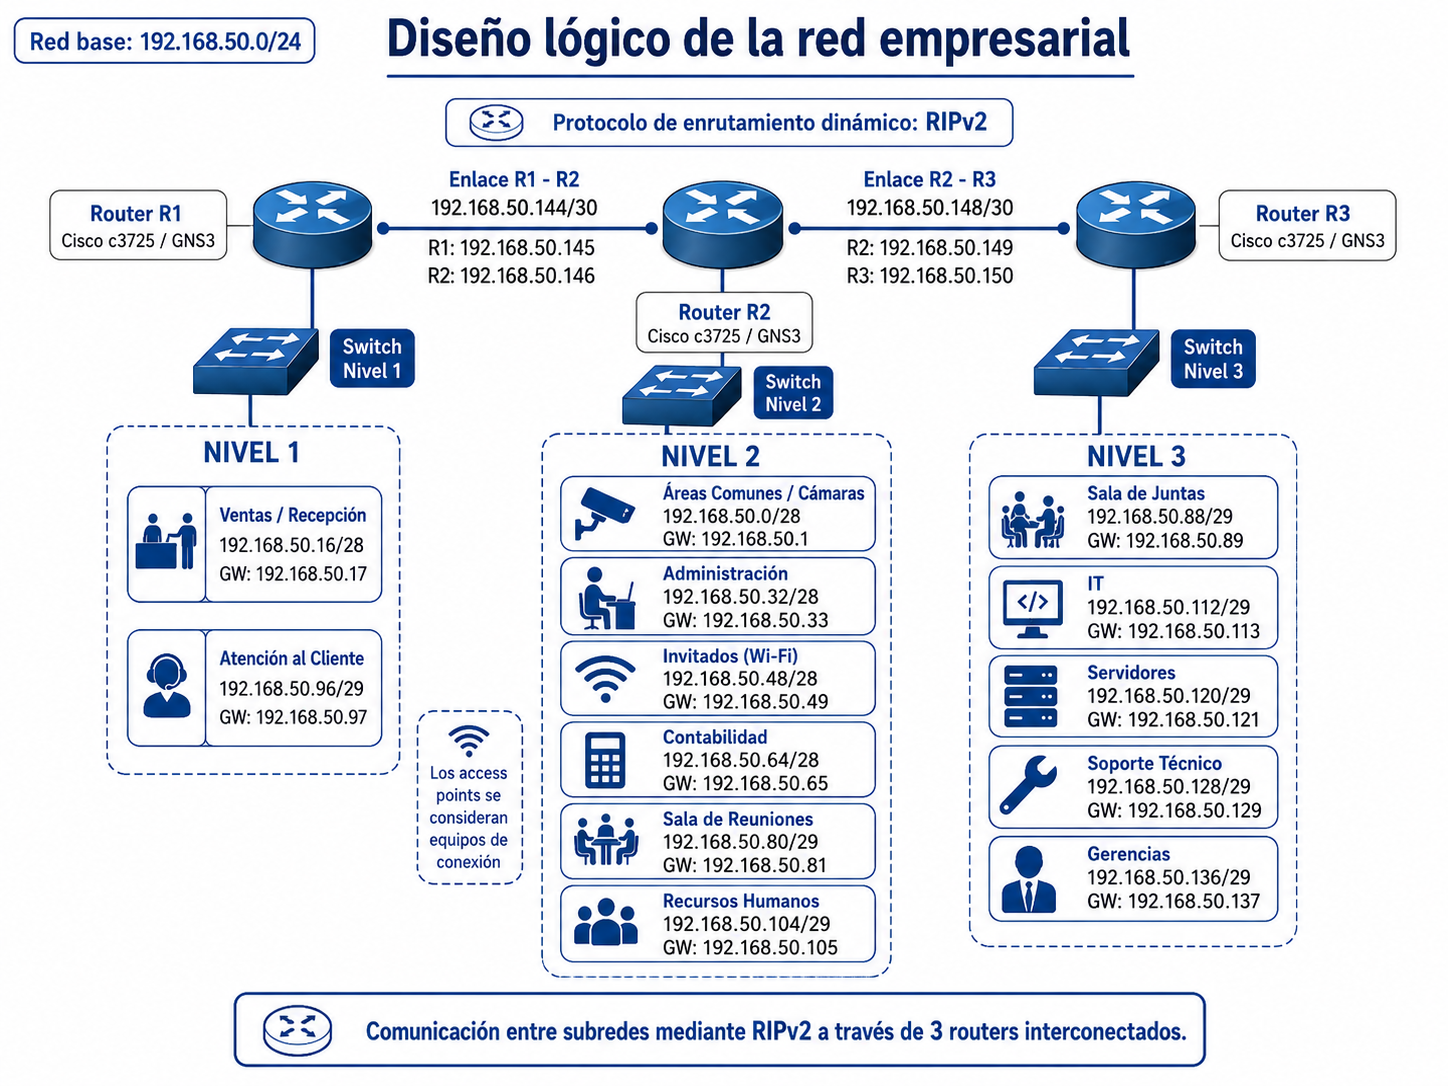 Red base: 192.168.50.0/24
Diseño lógico de la red empresarial
Protocolo de enrutamiento dinámico: RIPv2
Router R1
Cisco c3725 / GNS3
Enlace R1 - R2
192.168.50.144/30
R1: 192.168.50.145
R2: 192.168.50.146
Enlace R2 - R3
192.168.50.148/30
R2: 192.168.50.149
R3: 192.168.50.150
Router R3
Cisco c3725 / GNS3
Router R2
Cisco c3725 / GNS3
Switch
Nivel 1
Switch
Nivel 2
Switch
Nivel 3
NIVEL 1
Ventas / Recepción
192.168.50.16/28
GW: 192.168.50.17
Atención al Cliente
192.168.50.96/29
GW: 192.168.50.97
Los access
points se
consideran
equipos de
conexión
NIVEL 2
Áreas Comunes / Cámaras
192.168.50.0/28
GW: 192.168.50.1
Administración
192.168.50.32/28
GW: 192.168.50.33
Invitados (Wi-Fi)
192.168.50.48/28
GW: 192.168.50.49
Contabilidad
192.168.50.64/28
GW: 192.168.50.65
Sala de Reuniones
192.168.50.80/29
GW: 192.168.50.81
Recursos Humanos
192.168.50.104/29
GW: 192.168.50.105
NIVEL 3
Sala de Juntas
192.168.50.88/29
GW: 192.168.50.89
</>
IT
192.168.50.112/29
GW: 192.168.50.113
Servidores
192.168.50.120/29
GW: 192.168.50.121
Soporte Técnico
192.168.50.128/29
GW: 192.168.50.129
Gerencias
192.168.50.136/29
GW: 192.168.50.137
Comunicación entre subredes mediante RIPv2 a través de 3 routers interconectados.